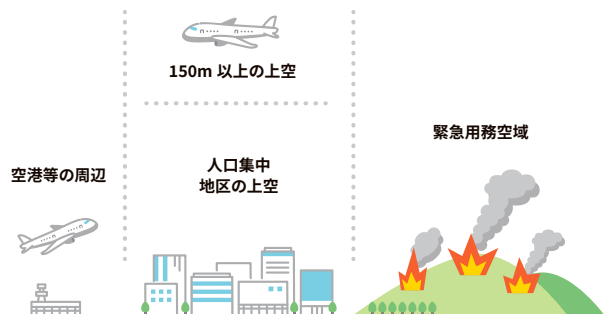 150m 以上の上空
緊急用務空域
人口集中
地区の上空
空港等の周辺